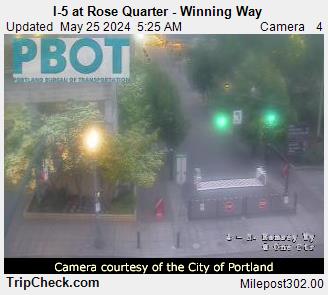 I-5 at Rose Quarter - Winning Way
Updated May 25 2024 5:25 AM Camera 4
PBOT
PORTLAND BUREAU OF TRANSPORTATION
Camera courtesy of the City of Portland
TripCheck.com Milepost302.00